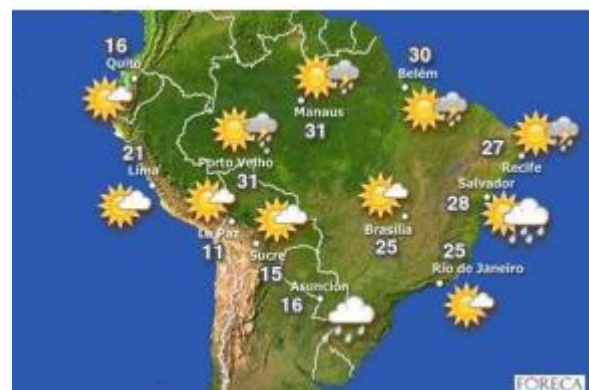 16
Quito
30
Belém
Manaus
31
21
Lima
Porto Velho
31
27
Recife
Salvador
28
La Paz
11
Sucre
15
Brasilia
25
25
Rio de Janeiro
Asunción
16
FORECA